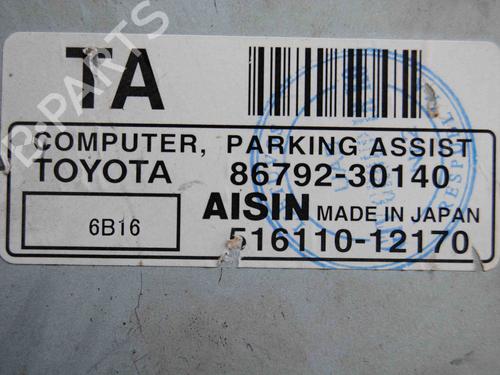 TA
COMPUTER, PARKING ASSIST
TOYOTA 86792-30140
6B16
AISIN MADE IN JAPAN
516110-12170